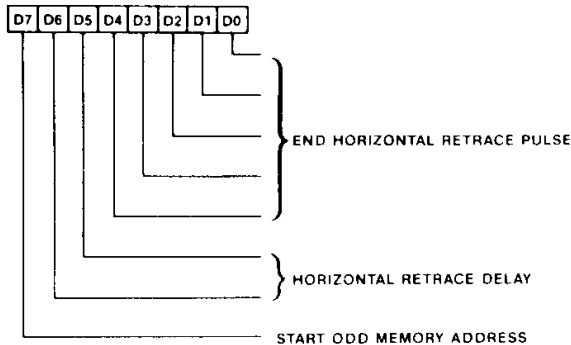 D7 D6 D5 D4 D3 D2 D1 D0
END HORIZONTAL RETRACE PULSE
HORIZONTAL RETRACE DELAY
START ODD MEMORY ADDRESS